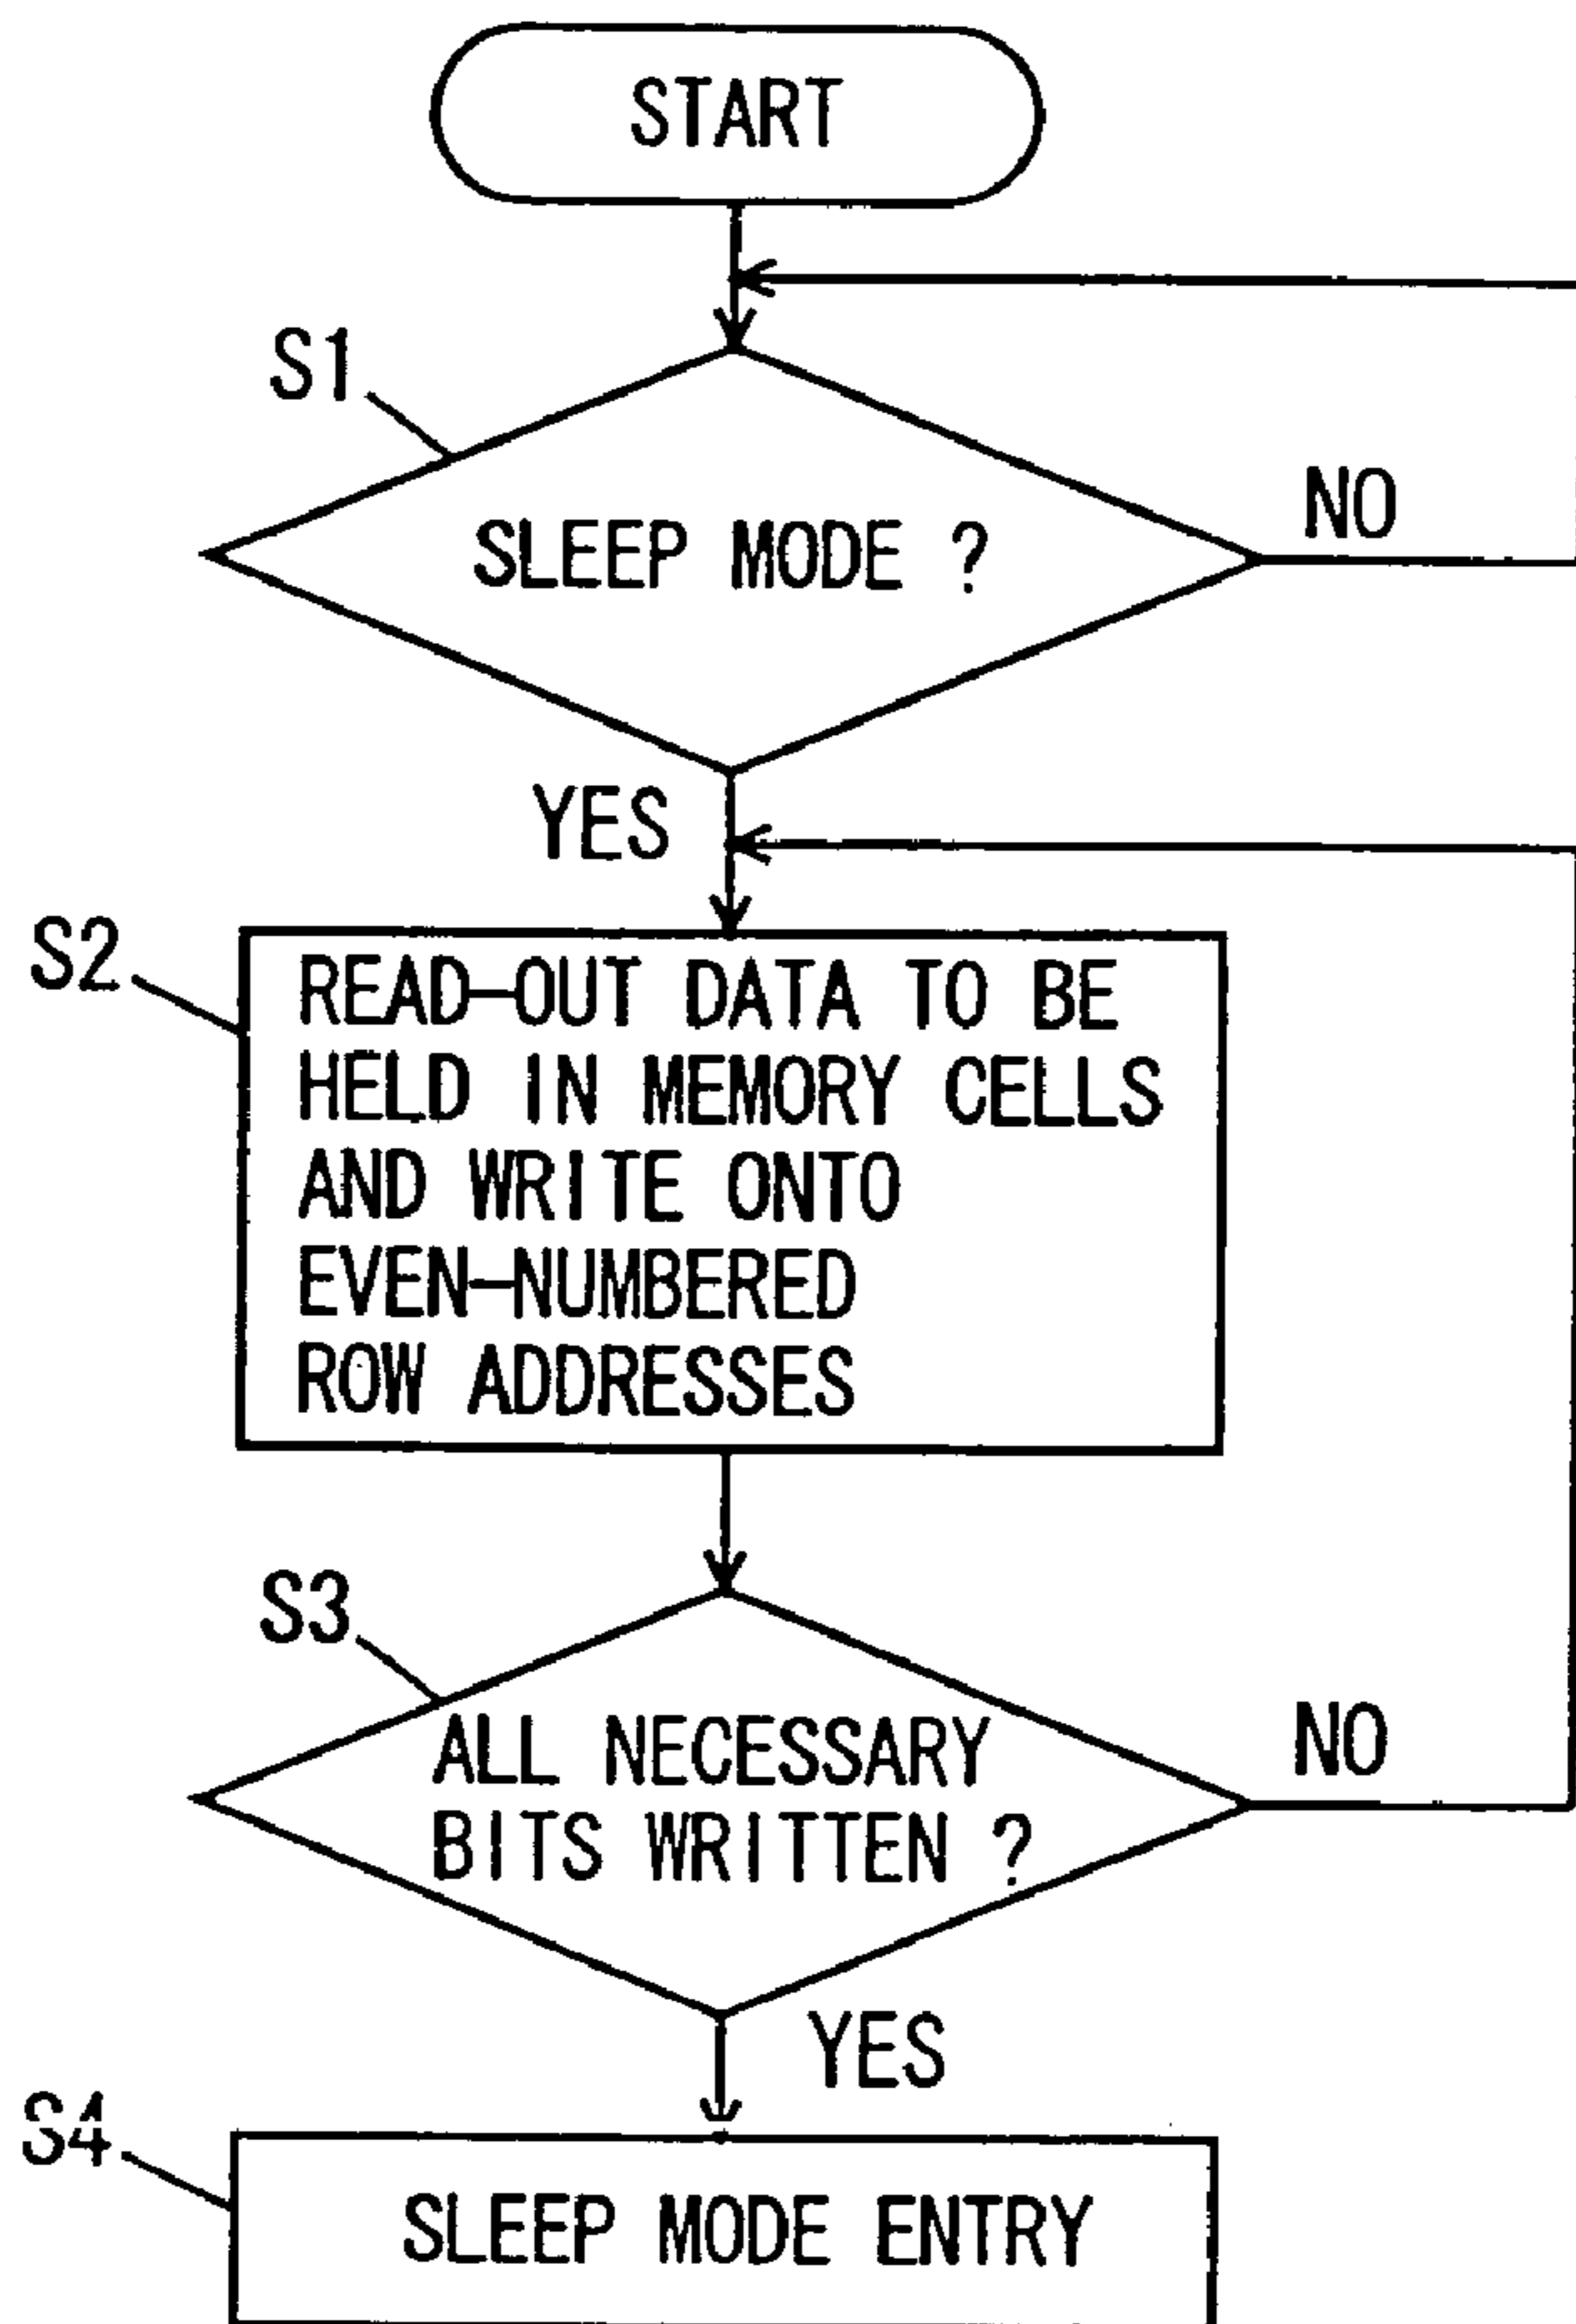 START
S1
SLEEP MODE ?
NO
YES
S2
READ-OUT DATA TO BE
HELD IN MEMORY CELLS
AND WRITE ONTO
EVEN-NUMBERED
ROW ADDRESSES
S3
ALL NECESSARY
BITS WRITTEN ?
NO
YES
S4
SLEEP MODE ENTRY